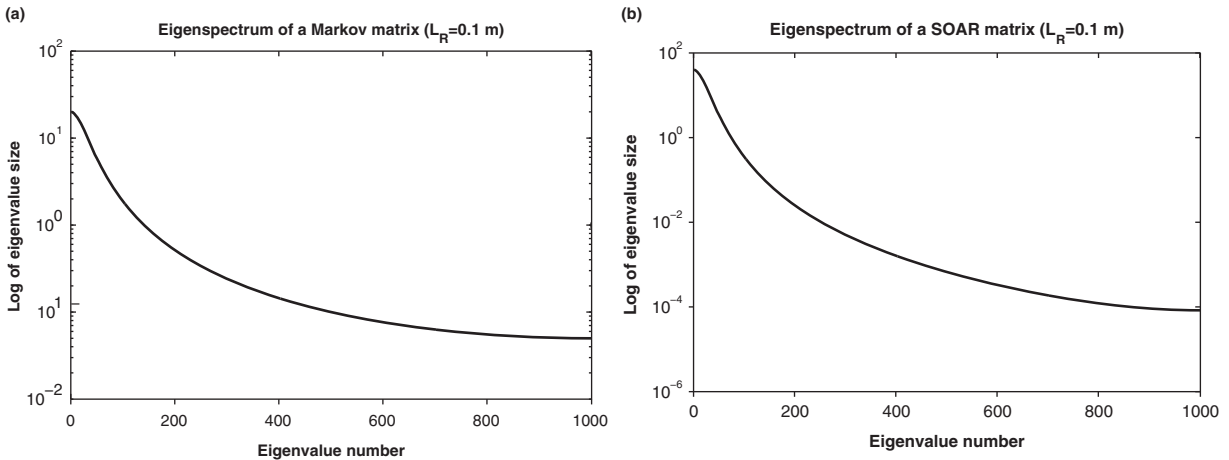 (a)
Eigenspectrum of a Markov matrix (L_R=0.1 m)
Log of eigenvalue size
10^2
10^1
10^0
10^1
10^−2
0 200 400 600 800 1000
Eigenvalue number
(b)
Eigenspectrum of a SOAR matrix (L_R=0.1 m)
Log of eigenvalue size
10^2
10^0
10^−2
10^−4
10^−6
0 200 400 600 800 1000
Eigenvalue number